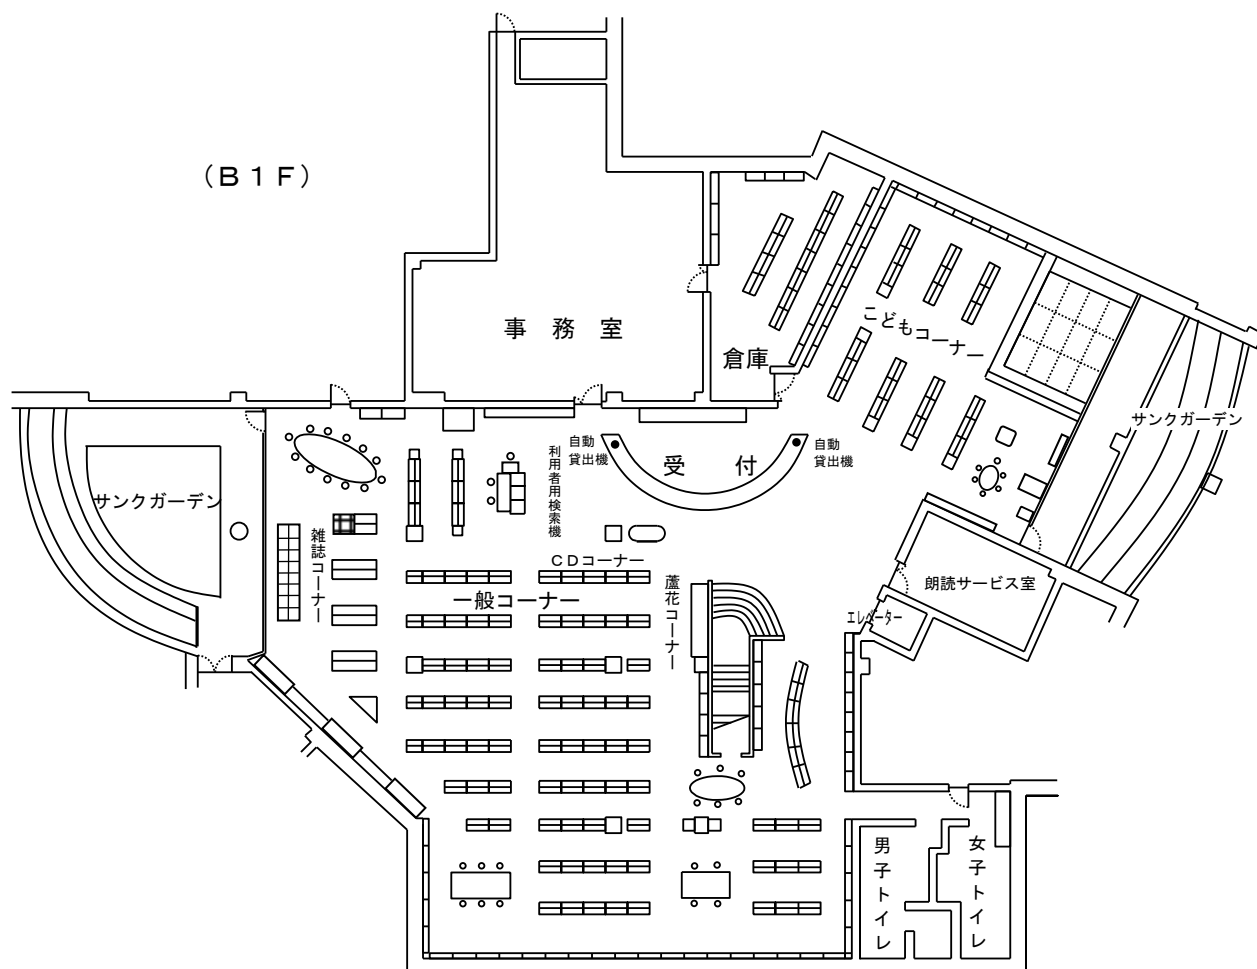 (Ｂ１Ｆ)
事務室
倉庫
こどもコーナー
サンクガーデン
自動
貸出機
受付
自動
貸出機
利用者用検索機
サンクガーデン
雑誌コーナー
ＣＤコーナー
一般コーナー
蘆花コーナー
朗読サービス室
エレベーター
男子トイレ
女子トイレ